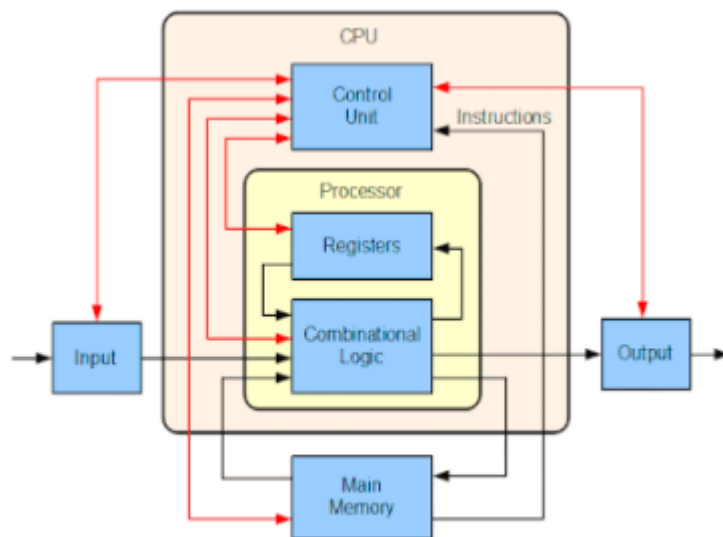 CPU
Control
Unit
Instructions
Processor
Registers
Combinational
Logic
Input
Output
Main
Memory